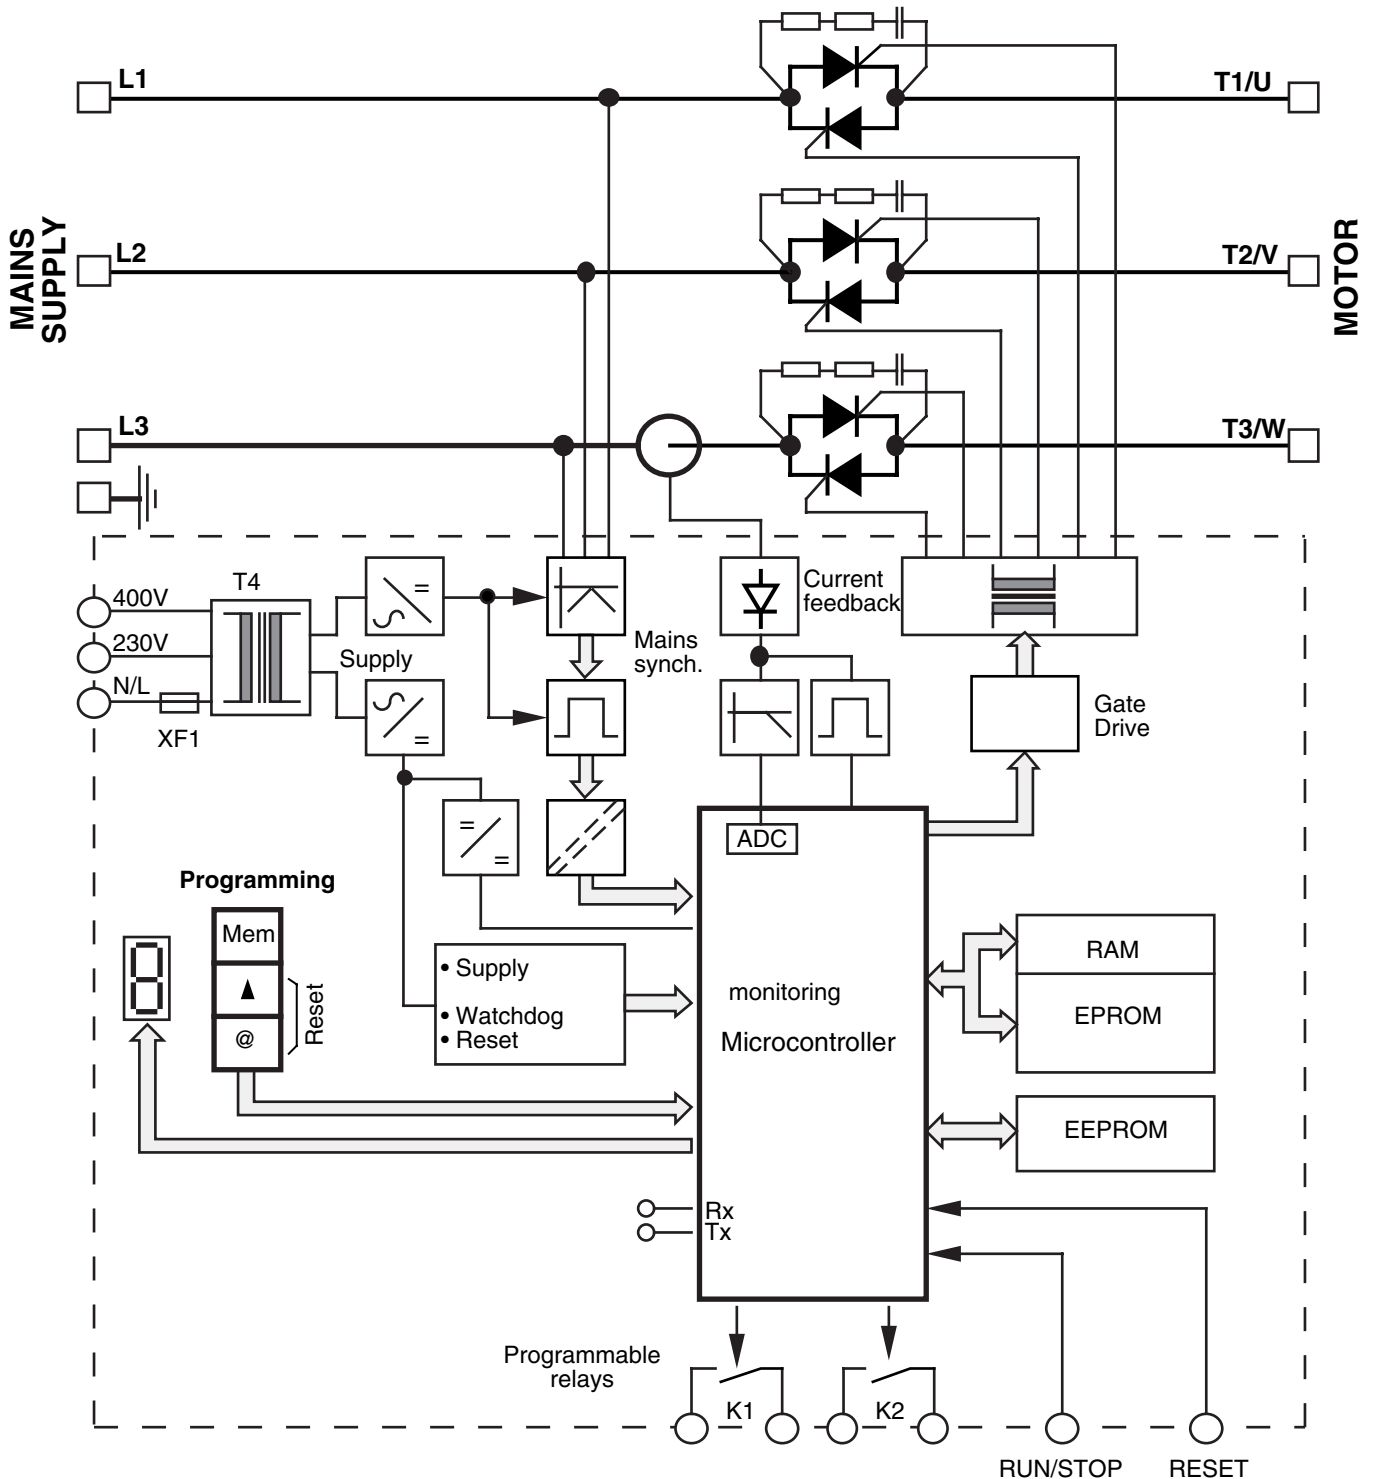 L1
T1/U
MAINS
SUPPLY
L2
T2/V
MOTOR
L3
T3/W
T4
400V
230V
N/L
XF1
Supply
=
=
Mains
synch.
Current
feedback
Gate
Drive
=
=
ADC
Programming
Mem
▲
@
Reset
8
• Supply
• Watchdog
• Reset
monitoring
Microcontroller
RAM
EPROM
EEPROM
Rx
Tx
Programmable
relays
K1
K2
RUN/STOP
RESET